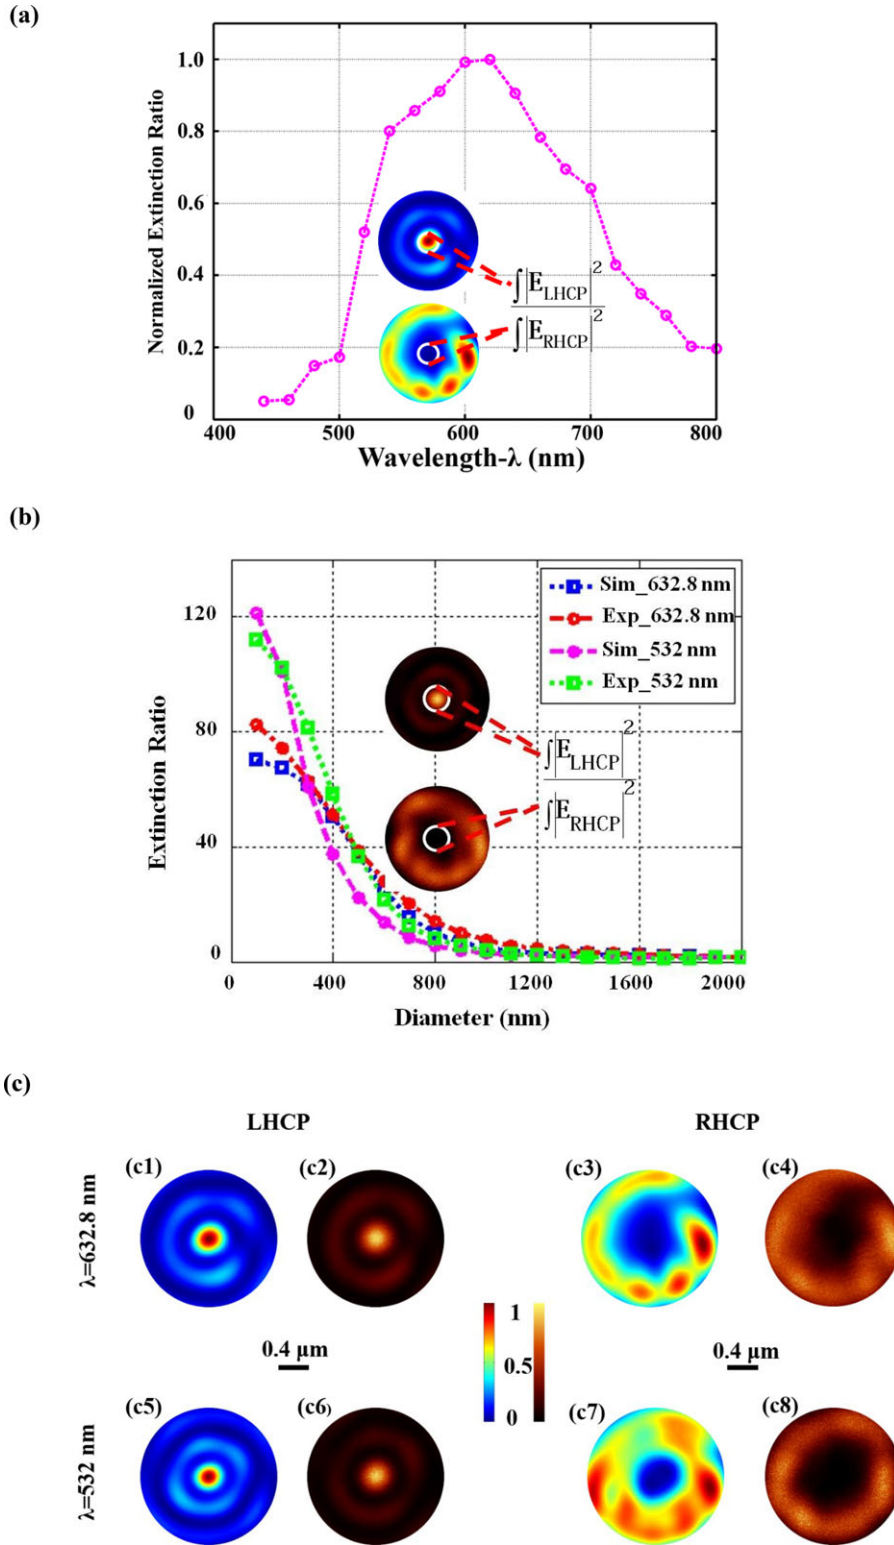 (a)
Normalized Extinction Ratio
1.0
0.8
0.6
0.4
0.2
0
∫|E_LHCP|²
∫|E_RHCP|²
400 500 600 700 800
Wavelength-λ (nm)
(b)
Extinction Ratio
120
80
40
0
Sim_632.8 nm
Exp_632.8 nm
Sim_532 nm
Exp_532 nm
∫|E_LHCP|²
∫|E_RHCP|²
0 400 800 1200 1600 2000
Diameter (nm)
(c)
LHCP RHCP
λ=632.8 nm
(c1) (c2) (c3) (c4)
1
0.5
0
0.4 μm 0.4 μm
λ=532 nm
(c5) (c6) (c7) (c8)